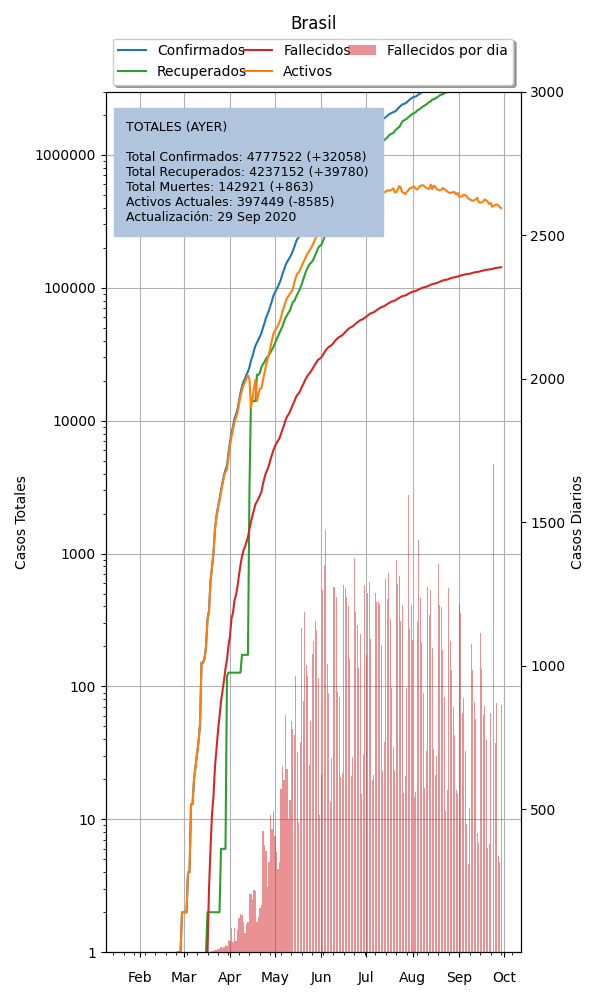 Brasil
Confirmados
Recuperados
Fallecidos
Activos
Fallecidos por dia
TOTALES (AYER)
Total Confirmados: 4777522 (+32058)
Total Recuperados: 4237152 (+39780)
Total Muertes: 142921 (+863)
Activos Actuales: 397449 (-8585)
Actualización: 29 Sep 2020
Casos Totales
1000000
100000
10000
1000
100
10
1
3000
2500
2000
1500
1000
500
Casos Diarios
Feb Mar Apr May Jun Jul Aug Sep Oct